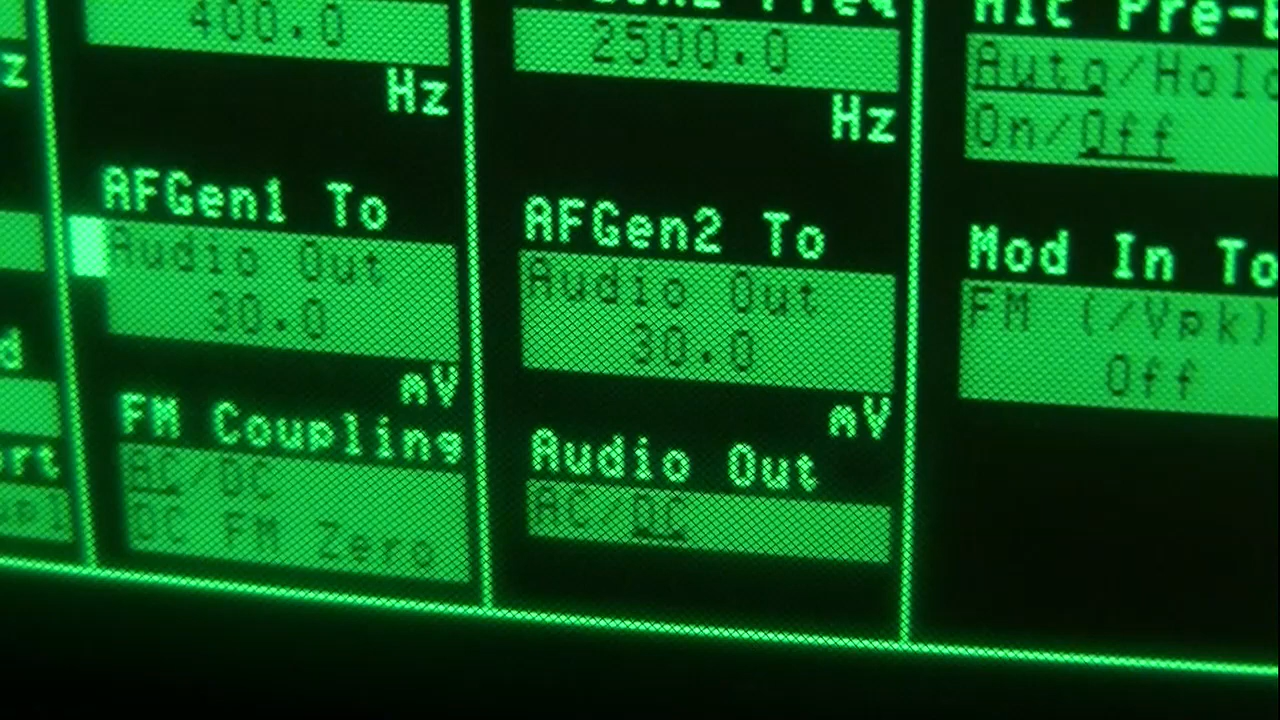 400.0
Hz
AFGen1 To
Audio Out
30.0
mV
FM Coupling
AC/DC
DC FM Zero
2500.0
Hz
AFGen2 To
Audio Out
30.0
mV
Audio Out
AC/DC
Mic Pre-
Auto/Hold
On/Off
Mod In To
FM (/Vpk)
Off